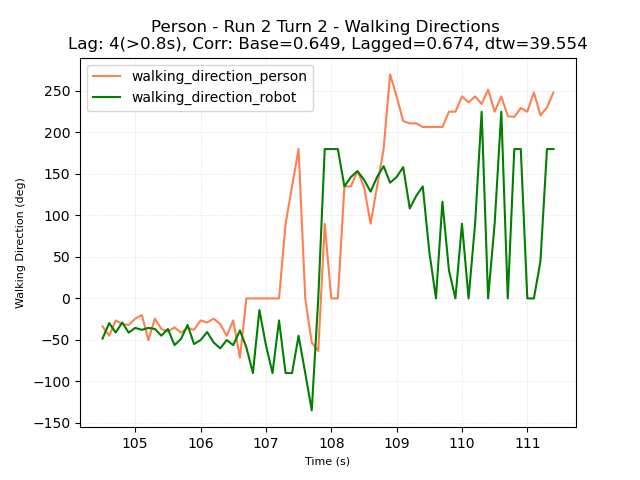 Person - Run 2 Turn 2 - Walking Directions
Lag: 4(>0.8s), Corr: Base=0.649, Lagged=0.674, dtw=39.554
walking_direction_person
walking_direction_robot
Walking Direction (deg)
250
200
150
100
50
0
−50
−100
−150
105 106 107 108 109 110 111
Time (s)